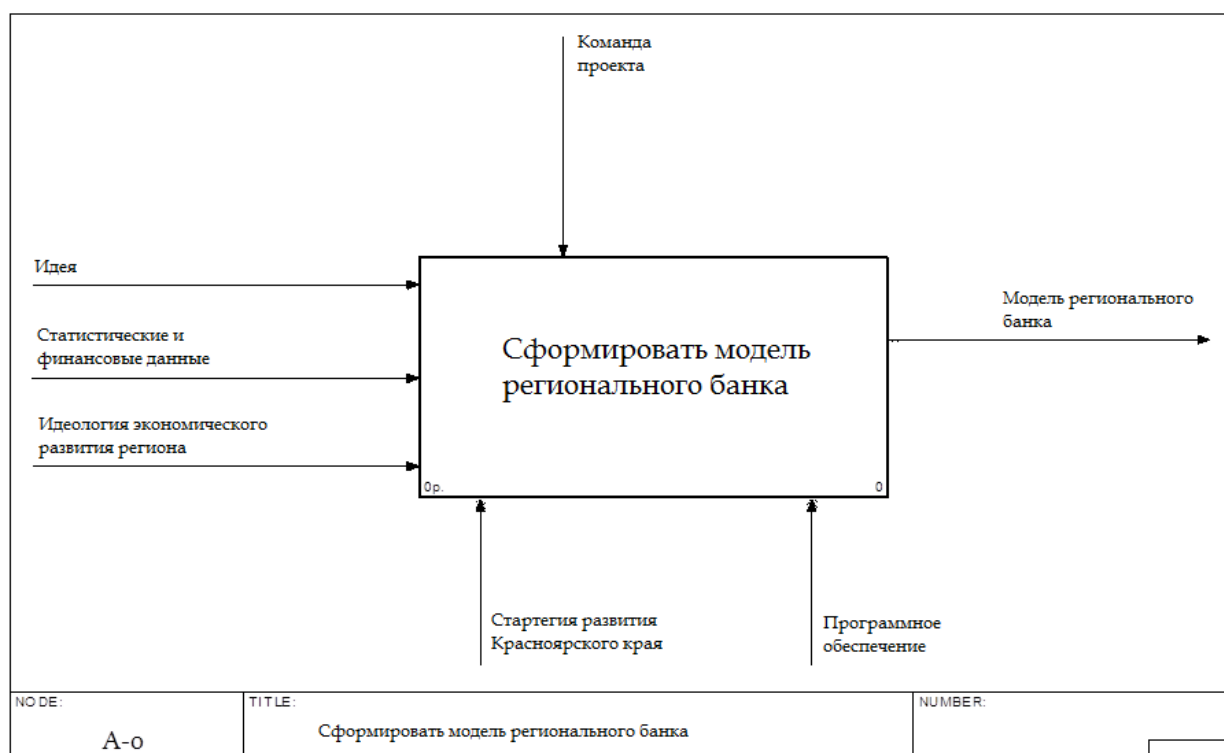 Команда
проекта
Идея
Статистические и
финансовые данные
Идеология экономического
развития региона
Сформировать модель
регионального банка
0р.
0
Модель регионального
банка
Стартегия развития
Красноярского края
Программное
обеспечение
NODE:
А-о
TITLE:
Сформировать модель регионального банка
NUMBER: